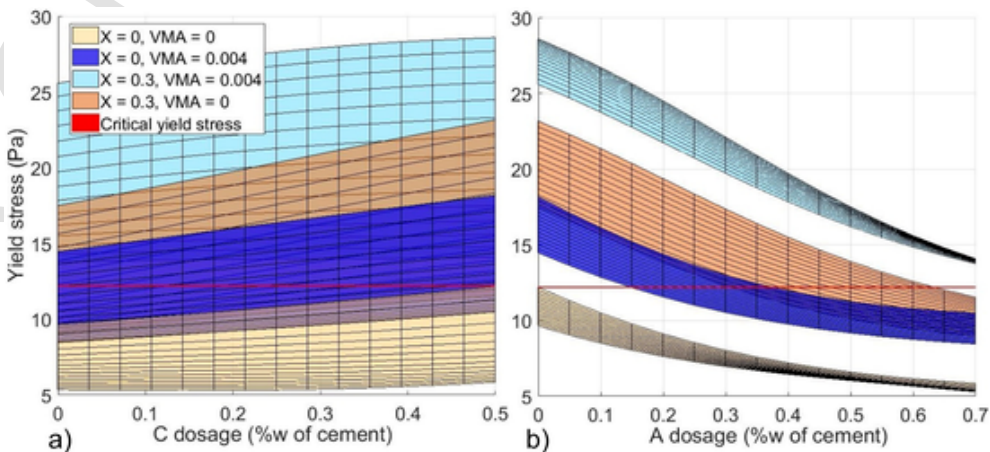 30
25
20
15
10
5
Yield stress (Pa)
X = 0, VMA = 0
X = 0, VMA = 0.004
X = 0.3, VMA = 0.004
X = 0.3, VMA = 0
Critical yield stress
0 0.1 0.2 0.3 0.4 0.5
a) C dosage (%w of cement)
30
25
20
15
10
5
0 0.1 0.2 0.3 0.4 0.5 0.6 0.7
b) A dosage (%w of cement)